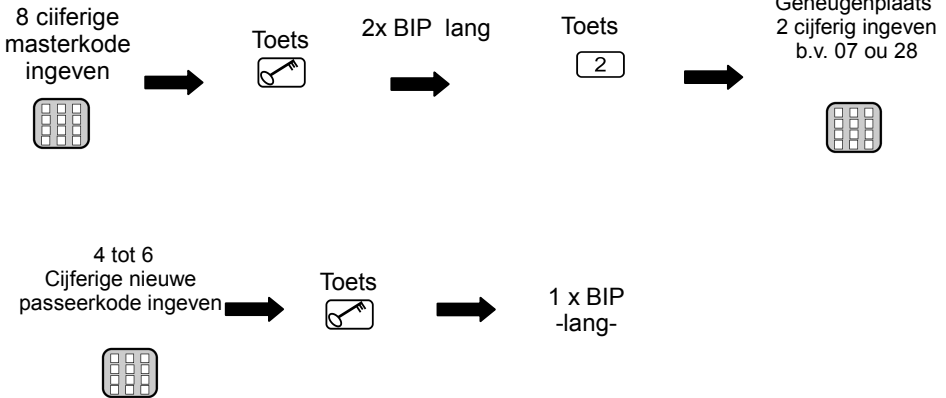 8 ciiferige
masterkode
ingeven
Toets
2x BIP lang
Toets
2
Geheugenplaats
2 cijferig ingeven
b.v. 07 ou 28
4 tot 6
Cijferige nieuwe
passeerkode ingeven
Toets
1 x BIP
-lang-